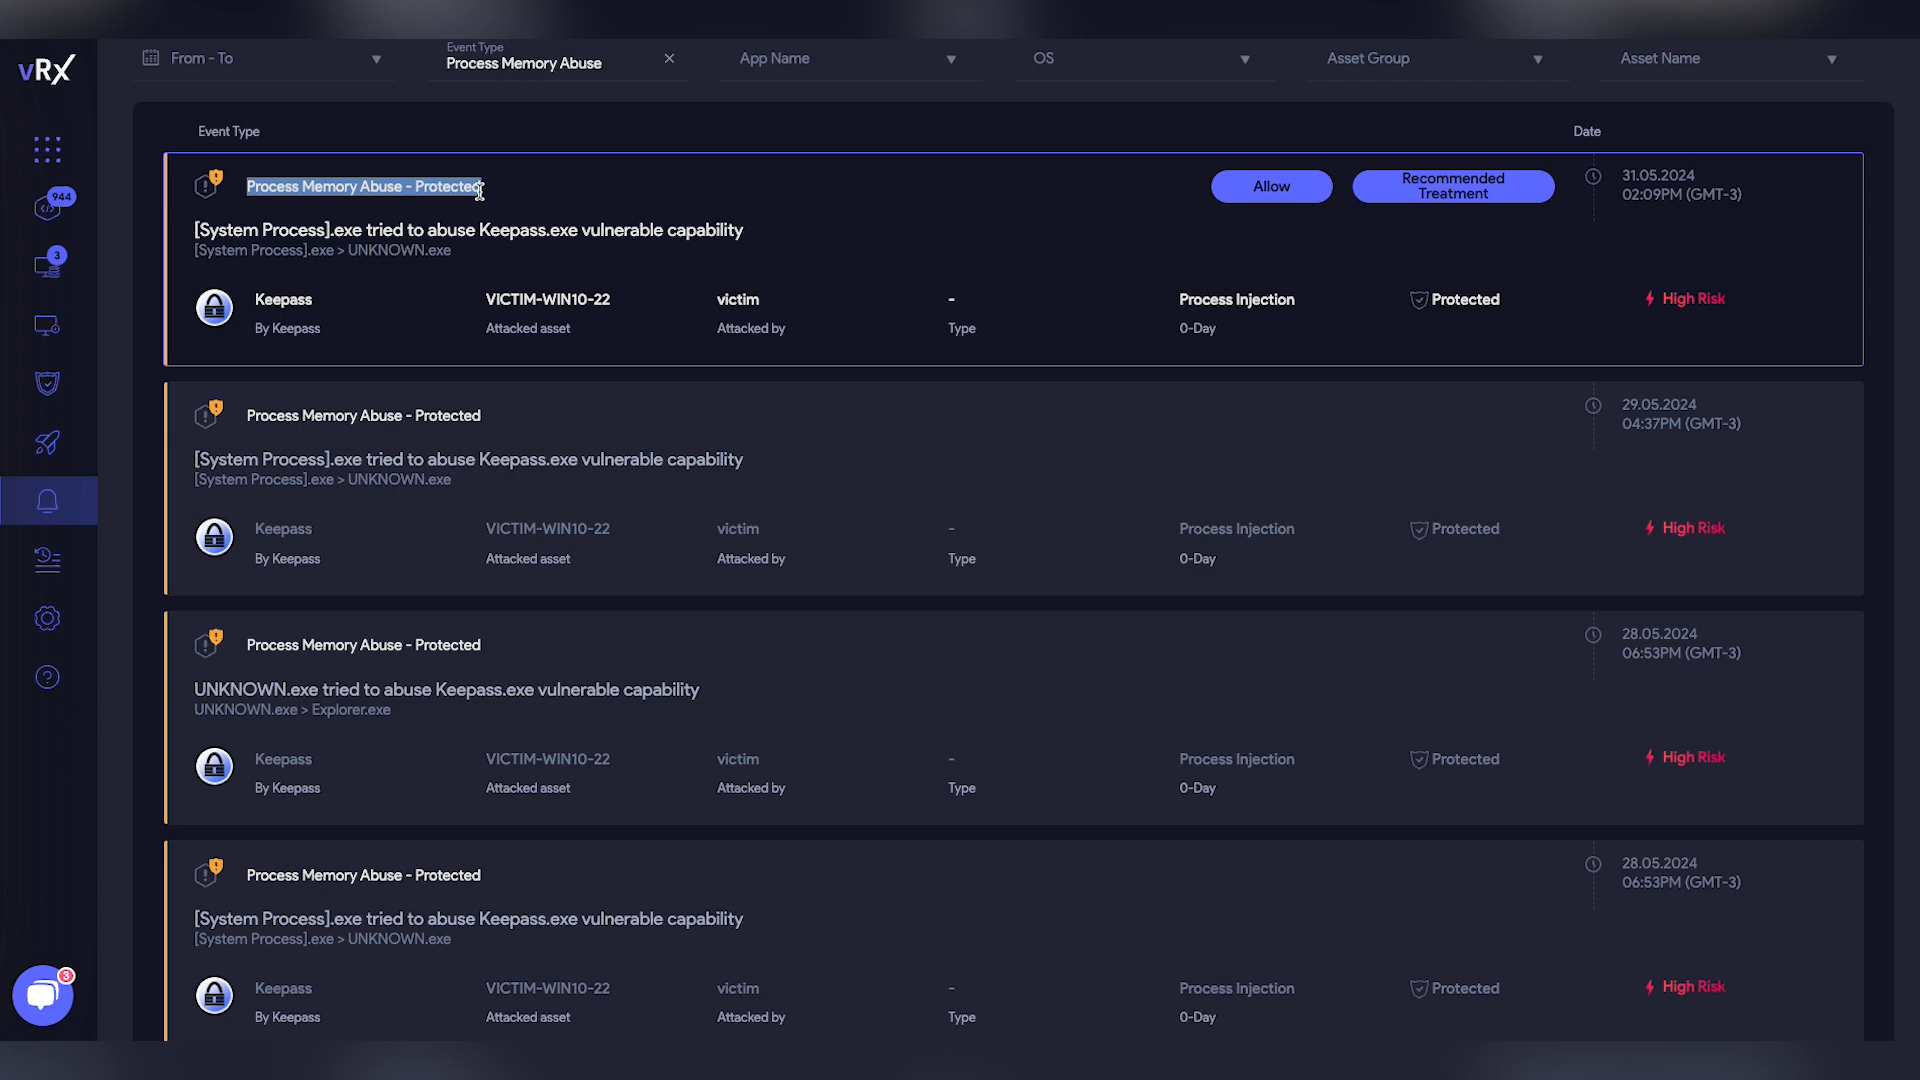 vRX
From - To
Event Type
Process Memory Abuse
App Name
OS
Asset Group
Asset Name
944
3
Event Type
Date
Process Memory Abuse - Protected
Allow
Recommended
Treatment
31.05.2024
02:09PM (GMT-3)
[System Process].exe tried to abuse Keepass.exe vulnerable capability
[System Process].exe > UNKNOWN.exe
Keepass VICTIM-WIN10-22 victim - Process Injection Protected High Risk
By Keepass Attacked asset Attacked by Type 0-Day
Process Memory Abuse - Protected
29.05.2024
04:37PM (GMT-3)
[System Process].exe tried to abuse Keepass.exe vulnerable capability
[System Process].exe > UNKNOWN.exe
Keepass VICTIM-WIN10-22 victim - Process Injection Protected High Risk
By Keepass Attacked asset Attacked by Type 0-Day
Process Memory Abuse - Protected
28.05.2024
06:53PM (GMT-3)
UNKNOWN.exe tried to abuse Keepass.exe vulnerable capability
UNKNOWN.exe > Explorer.exe
Keepass VICTIM-WIN10-22 victim - Process Injection Protected High Risk
By Keepass Attacked asset Attacked by Type 0-Day
Process Memory Abuse - Protected
28.05.2024
06:53PM (GMT-3)
[System Process].exe tried to abuse Keepass.exe vulnerable capability
[System Process].exe > UNKNOWN.exe
Keepass VICTIM-WIN10-22 victim - Process Injection Protected High Risk
By Keepass Attacked asset Attacked by Type 0-Day
3